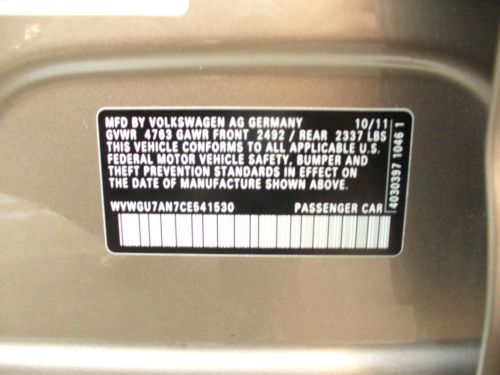 MFD BY VOLKSWAGEN AG GERMANY 10/11
GVWR 4763 GAWR FRONT 2492 / REAR 2337 LBS
THIS VEHICLE CONFORMS TO ALL APPLICABLE U.S.
FEDERAL MOTOR VEHICLE SAFETY, BUMPER AND
THEFT PREVENTION STANDARDS IN EFFECT ON THE
DATE OF MANUFACTURE SHOWN ABOVE.
WVWGU7AN7CE541530 PASSENGER CAR
4030397 1046 1